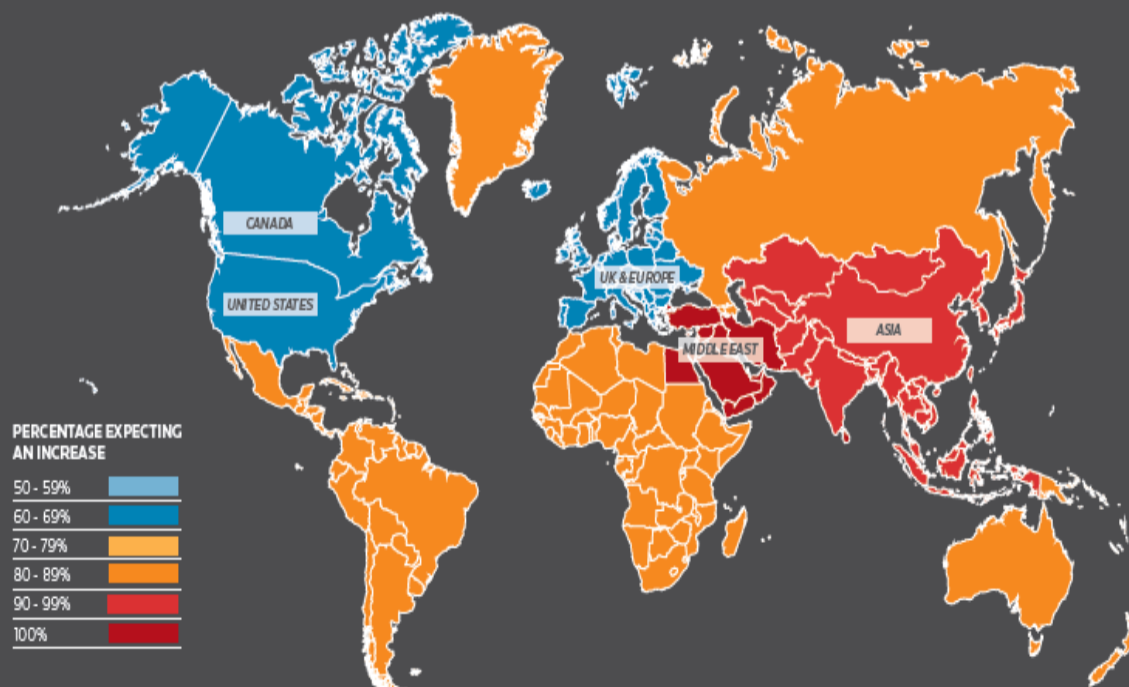 CANADA
UNITED STATES
UK & EUROPE
MIDDLE EAST
ASIA
PERCENTAGE EXPECTING
AN INCREASE
50 - 59%
60 - 69%
70 - 79%
80 - 89%
90 - 99%
100%